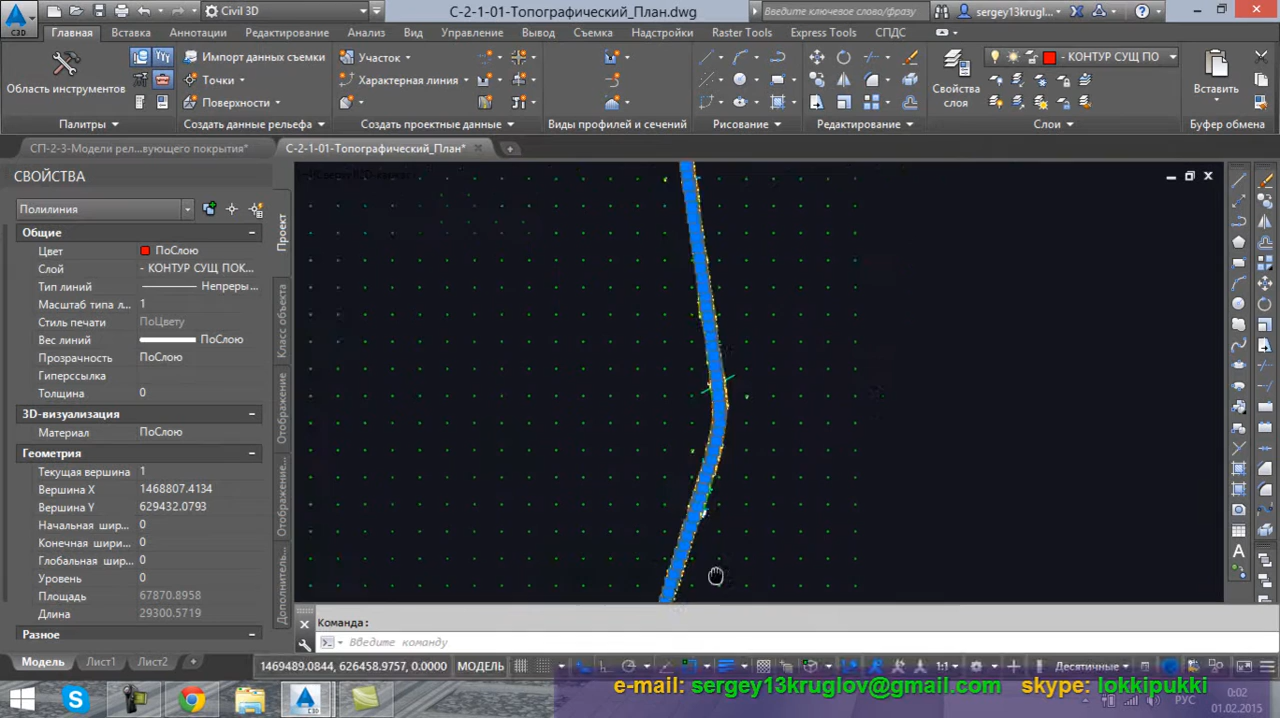 Civil 3D
С-2-1-01-Топографический_План.dwg
Введите ключевое слово/фразу
sergey13kruglov...
C3D
Главная
Вставка
Аннотации
Редактирование
Анализ
Вид
Управление
Вывод
Съемка
Надстройки
Raster Tools
Express Tools
СПДС
Область инструментов
Импорт данных съемки
Точки
Поверхности
Участок
Характерная линия
- КОНТУР СУЩ ПО
Свойства
слоя
Вставить
Палитры
Создать данные рельефа
Создать проектные данные
Виды профилей и сечений
Рисование
Редактирование
Слои
Буфер обмена
СП-2-3-Модели рел...вующего покрытия*
С-2-1-01-Топографический_План*
СВОЙСТВА
Полилиния
Общие
Цвет ПоСлою
Слой - КОНТУР СУЩ ПОК...
Тип линий Непреры...
Масштаб типа л... 1
Стиль печати ПоЦвету
Вес линий ПоСлою
Прозрачность ПоСлою
Гиперссылка
Толщина 0
3D-визуализация
Материал ПоСлою
Геометрия
Текущая вершина 1
Вершина X 1468807.4134
Вершина Y 629432.0793
Начальная шир... 0
Конечная шири... 0
Глобальная шир... 0
Уровень 0
Площадь 67870.8958
Длина 29300.5719
Разное
Проект
Класс объекта
Отображение
Отображение...
Дополнитель...
Команда:
Введите команду
Модель
Лист1
Лист2
1469489.0844, 626458.9757, 0.0000
МОДЕЛЬ
1:1
Десятичные
e-mail: sergey13kruglov@gmail.com skype: lokkipukki
РУС
0:02
01.02.2015